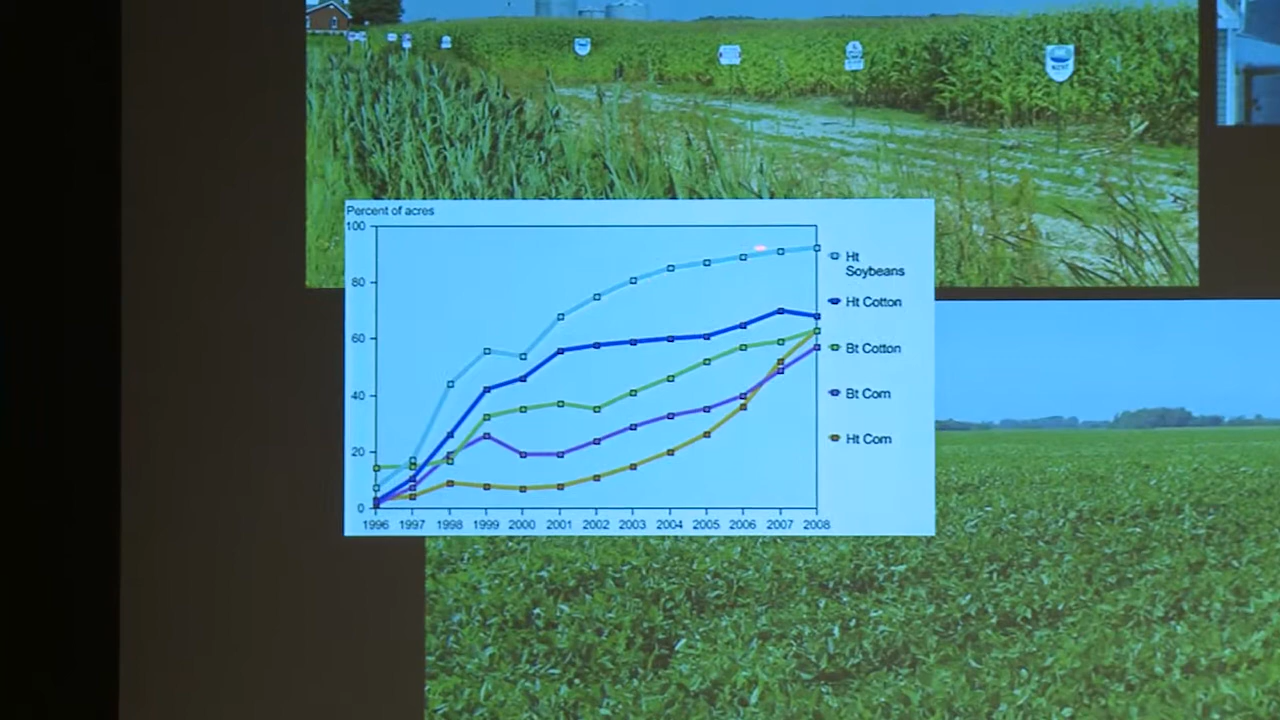 Percent of acres
100
80
60
40
20
0
1996 1997 1998 1999 2000 2001 2002 2003 2004 2005 2006 2007 2008
Ht
Soybeans
Ht Cotton
Bt Cotton
Bt Corn
Ht Corn